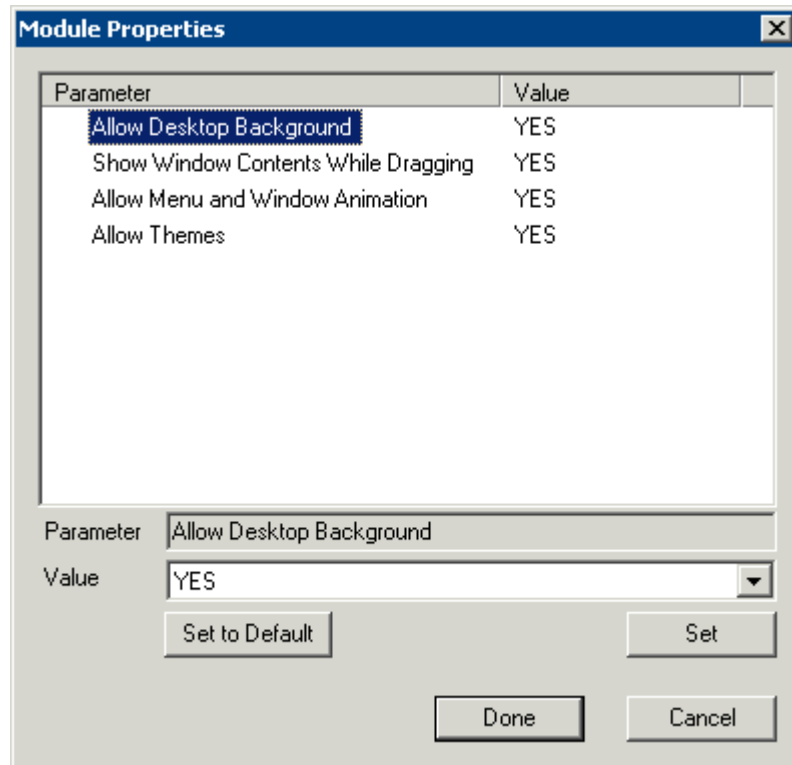 Module Properties
Parameter Value
Allow Desktop Background YES
Show Window Contents While Dragging YES
Allow Menu and Window Animation YES
Allow Themes YES
Parameter Allow Desktop Background
Value YES
Set to Default Set
Done Cancel